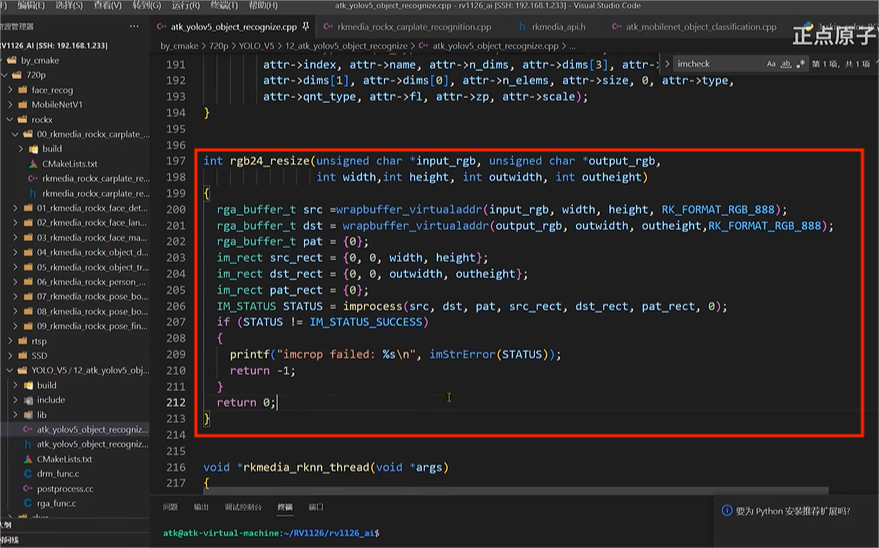 编辑(E) 选择(S) 查看(V) 转到(G) 运行(R) 终端(T) 帮助(H)
atk_yolov5_object_recognize.cpp - rv1126_ai [SSH: 192.168.1.233] - Visual Studio Code
正点原子
资源管理器
atk_yolov5_object_recognize.cpp
rkmedia_rockx_carplate_recognition.cpp
rkmedia_api.h
atk_mobilenet_object_classification.cpp
RV1126_AI [SSH: 192.168.1.233]
by_cmake > 720p > YOLO_V5 > 12_atk_yolov5_object_recognize > atk_yolov5_object_recognize.cpp > ...
imcheck
Aa
ab
第 1 项, 共 1 项
by_cmake
720p
face_recog
MobileNetV1
rockx
00_rkmedia_rockx_carplate_...
build
CMakeLists.txt
rkmedia_rockx_carplate_re...
rkmedia_rockx_carplate_re...
01_rkmedia_rockx_face_det...
02_rkmedia_rockx_face_lan...
03_rkmedia_rockx_face_ma...
04_rkmedia_rockx_object_d...
05_rkmedia_rockx_object_tr...
06_rkmedia_rockx_person_...
07_rkmedia_rockx_pose_bo...
08_rkmedia_rockx_pose_bo...
09_rkmedia_rockx_pose_fin...
rtsp
SSD
YOLO_V5 / 12_atk_yolov5_obj...
build
include
lib
atk_yolov5_object_recogniz...
atk_yolov5_object_recogniz...
CMakeLists.txt
drm_func.c
postprocess.cc
rga_func.c
大纲
时间线
191 attr->index, attr->name, attr->n_dims, attr->dims[3], attr->
192 attr->dims[1], attr->dims[0], attr->n_elems, attr->size, 0, attr->type,
193 attr->qnt_type, attr->fl, attr->zp, attr->scale);
194 }
195
196
197 int rgb24_resize(unsigned char *input_rgb, unsigned char *output_rgb,
198 int width,int height, int outwidth, int outheight)
199 {
200 rga_buffer_t src =wrapbuffer_virtualaddr(input_rgb, width, height, RK_FORMAT_RGB_888);
201 rga_buffer_t dst = wrapbuffer_virtualaddr(output_rgb, outwidth, outheight,RK_FORMAT_RGB_888);
202 rga_buffer_t pat = {0};
203 im_rect src_rect = {0, 0, width, height};
204 im_rect dst_rect = {0, 0, outwidth, outheight};
205 im_rect pat_rect = {0};
206 IM_STATUS STATUS = improcess(src, dst, pat, src_rect, dst_rect, pat_rect, 0);
207 if (STATUS != IM_STATUS_SUCCESS)
208 {
209 printf("imcrop failed: %s\n", imStrError(STATUS));
210 return -1;
211 }
212 return 0;
213 }
214
215
216 void *rkmedia_rknn_thread(void *args)
217 {
问题 输出 调试控制台 终端 端口
atk@atk-virtual-machine:~/RV1126/rv1126_ai$
要为 Python 安装推荐扩展吗?